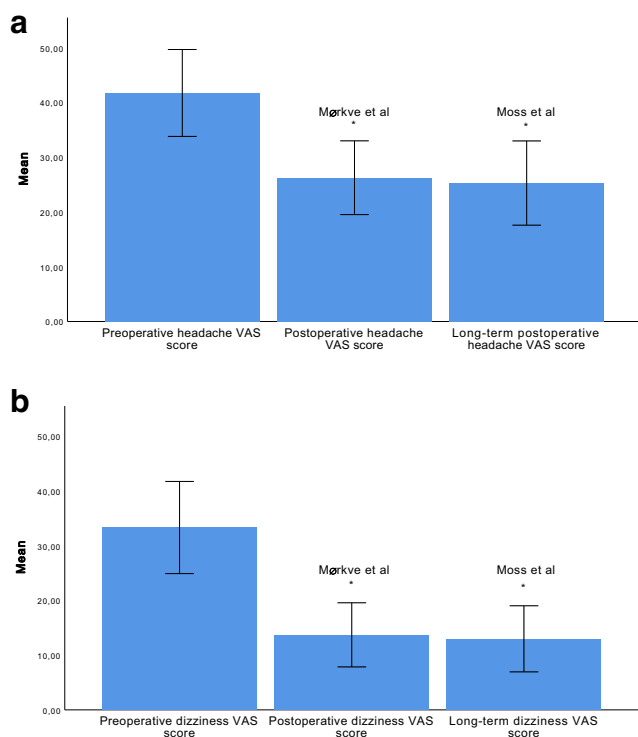 a
50,00
40,00
30,00
20,00
10,00
0,00
Mean
Mørkve et al
*
Moss et al
*
Preoperative headache VAS
score
Postoperative headache
VAS score
Long-term postoperative
headache VAS score
b
50,00
40,00
30,00
20,00
10,00
0,00
Mean
Mørkve et al
*
Moss et al
*
Preoperative dizziness VAS
score
Postoperative dizziness VAS
score
Long-term dizziness VAS
score